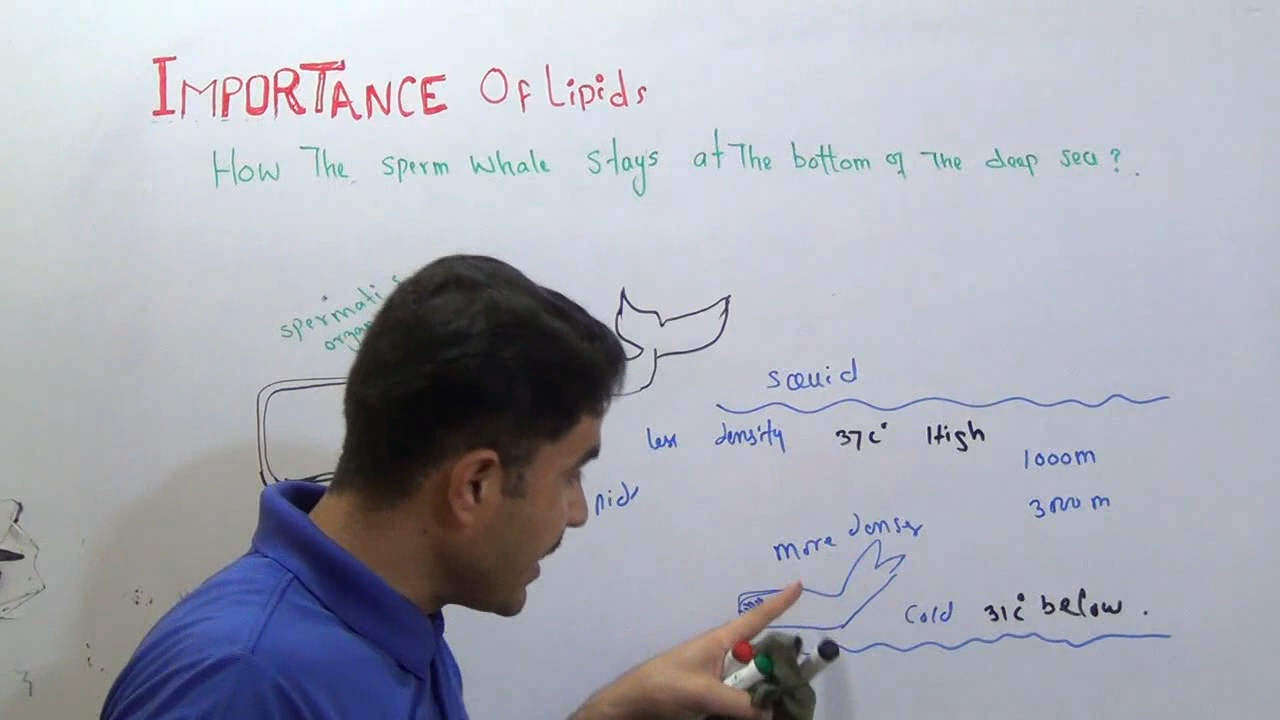 IMPORTANCE Of Lipids
How The sperm whale stays at The bottom of The deep sea?
spermati
organ
squid
less density 37c° High
1000m
3000 m
more denser
Cold 31c° below.